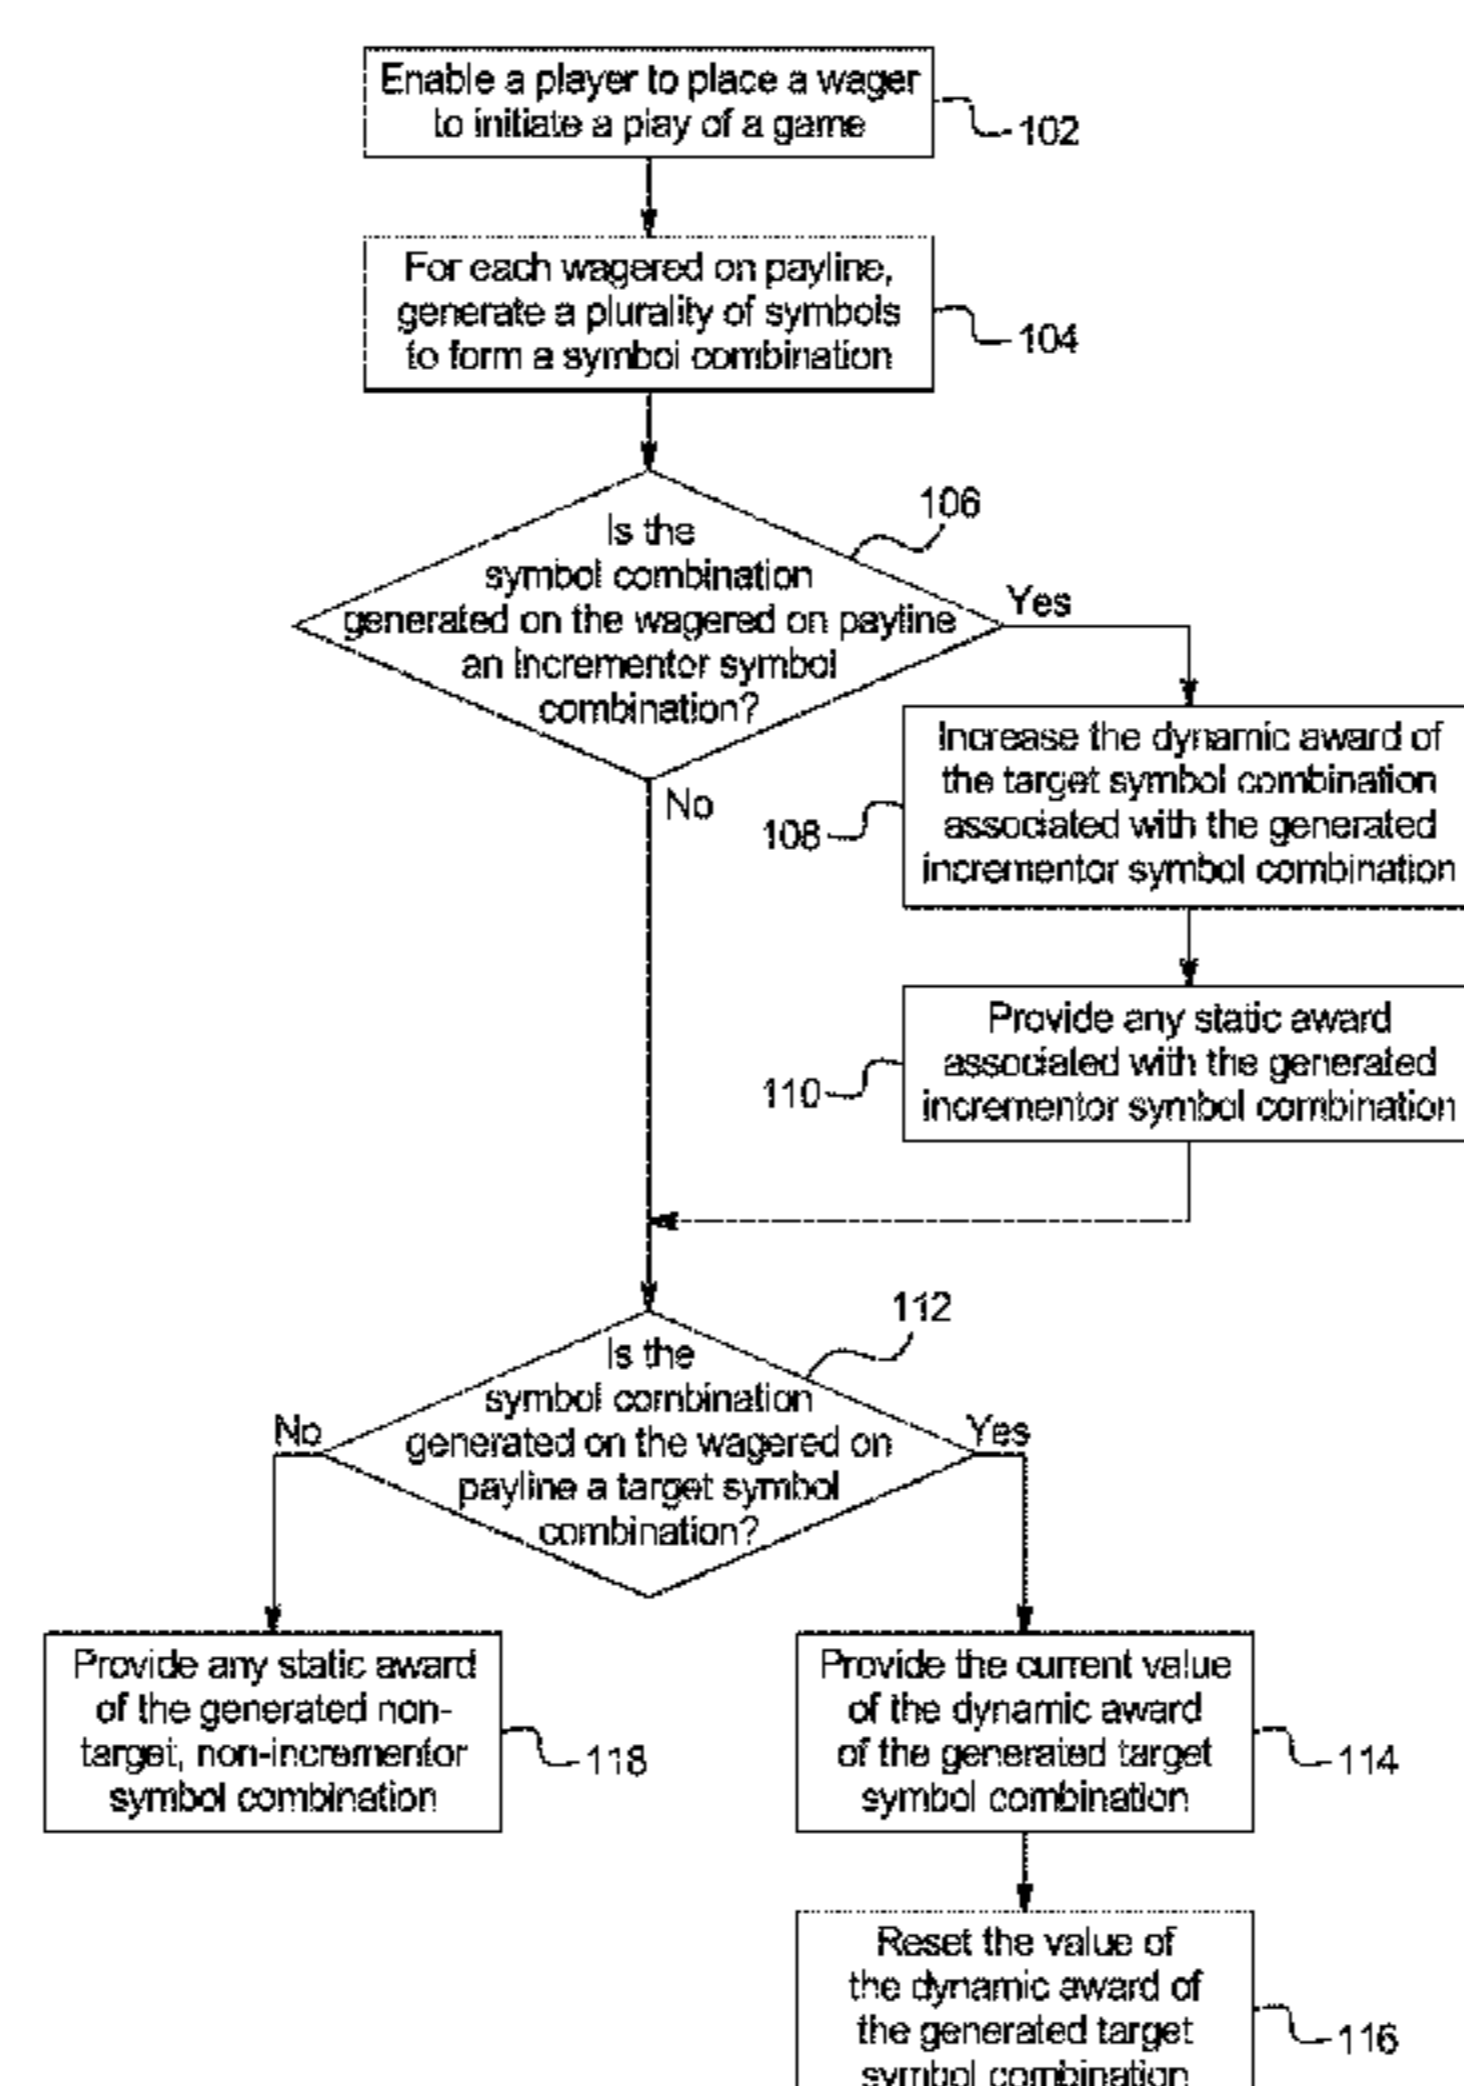 Enable a player to place a wager
to initiate a play of a game
102
For each wagered on payline,
generate a plurality of symbols
to form a symbol combination
104
106
Is the
symbol combination
generated on the wagered on payline
an incrementor symbol
combination?
Yes
No
Increase the dynamic award of
the target symbol combination
associated with the generated
incrementor symbol combination
108
Provide any static award
associated with the generated
incrementor symbol combination
110
112
Is the
symbol combination
generated on the wagered on
payline a target symbol
combination?
No
Yes
Provide any static award
of the generated non-
target, non-incrementor
symbol combination
118
Provide the current value
of the dynamic award
of the generated target
symbol combination
114
Reset the value of
the dynamic award of
the generated target
symbol combination
116